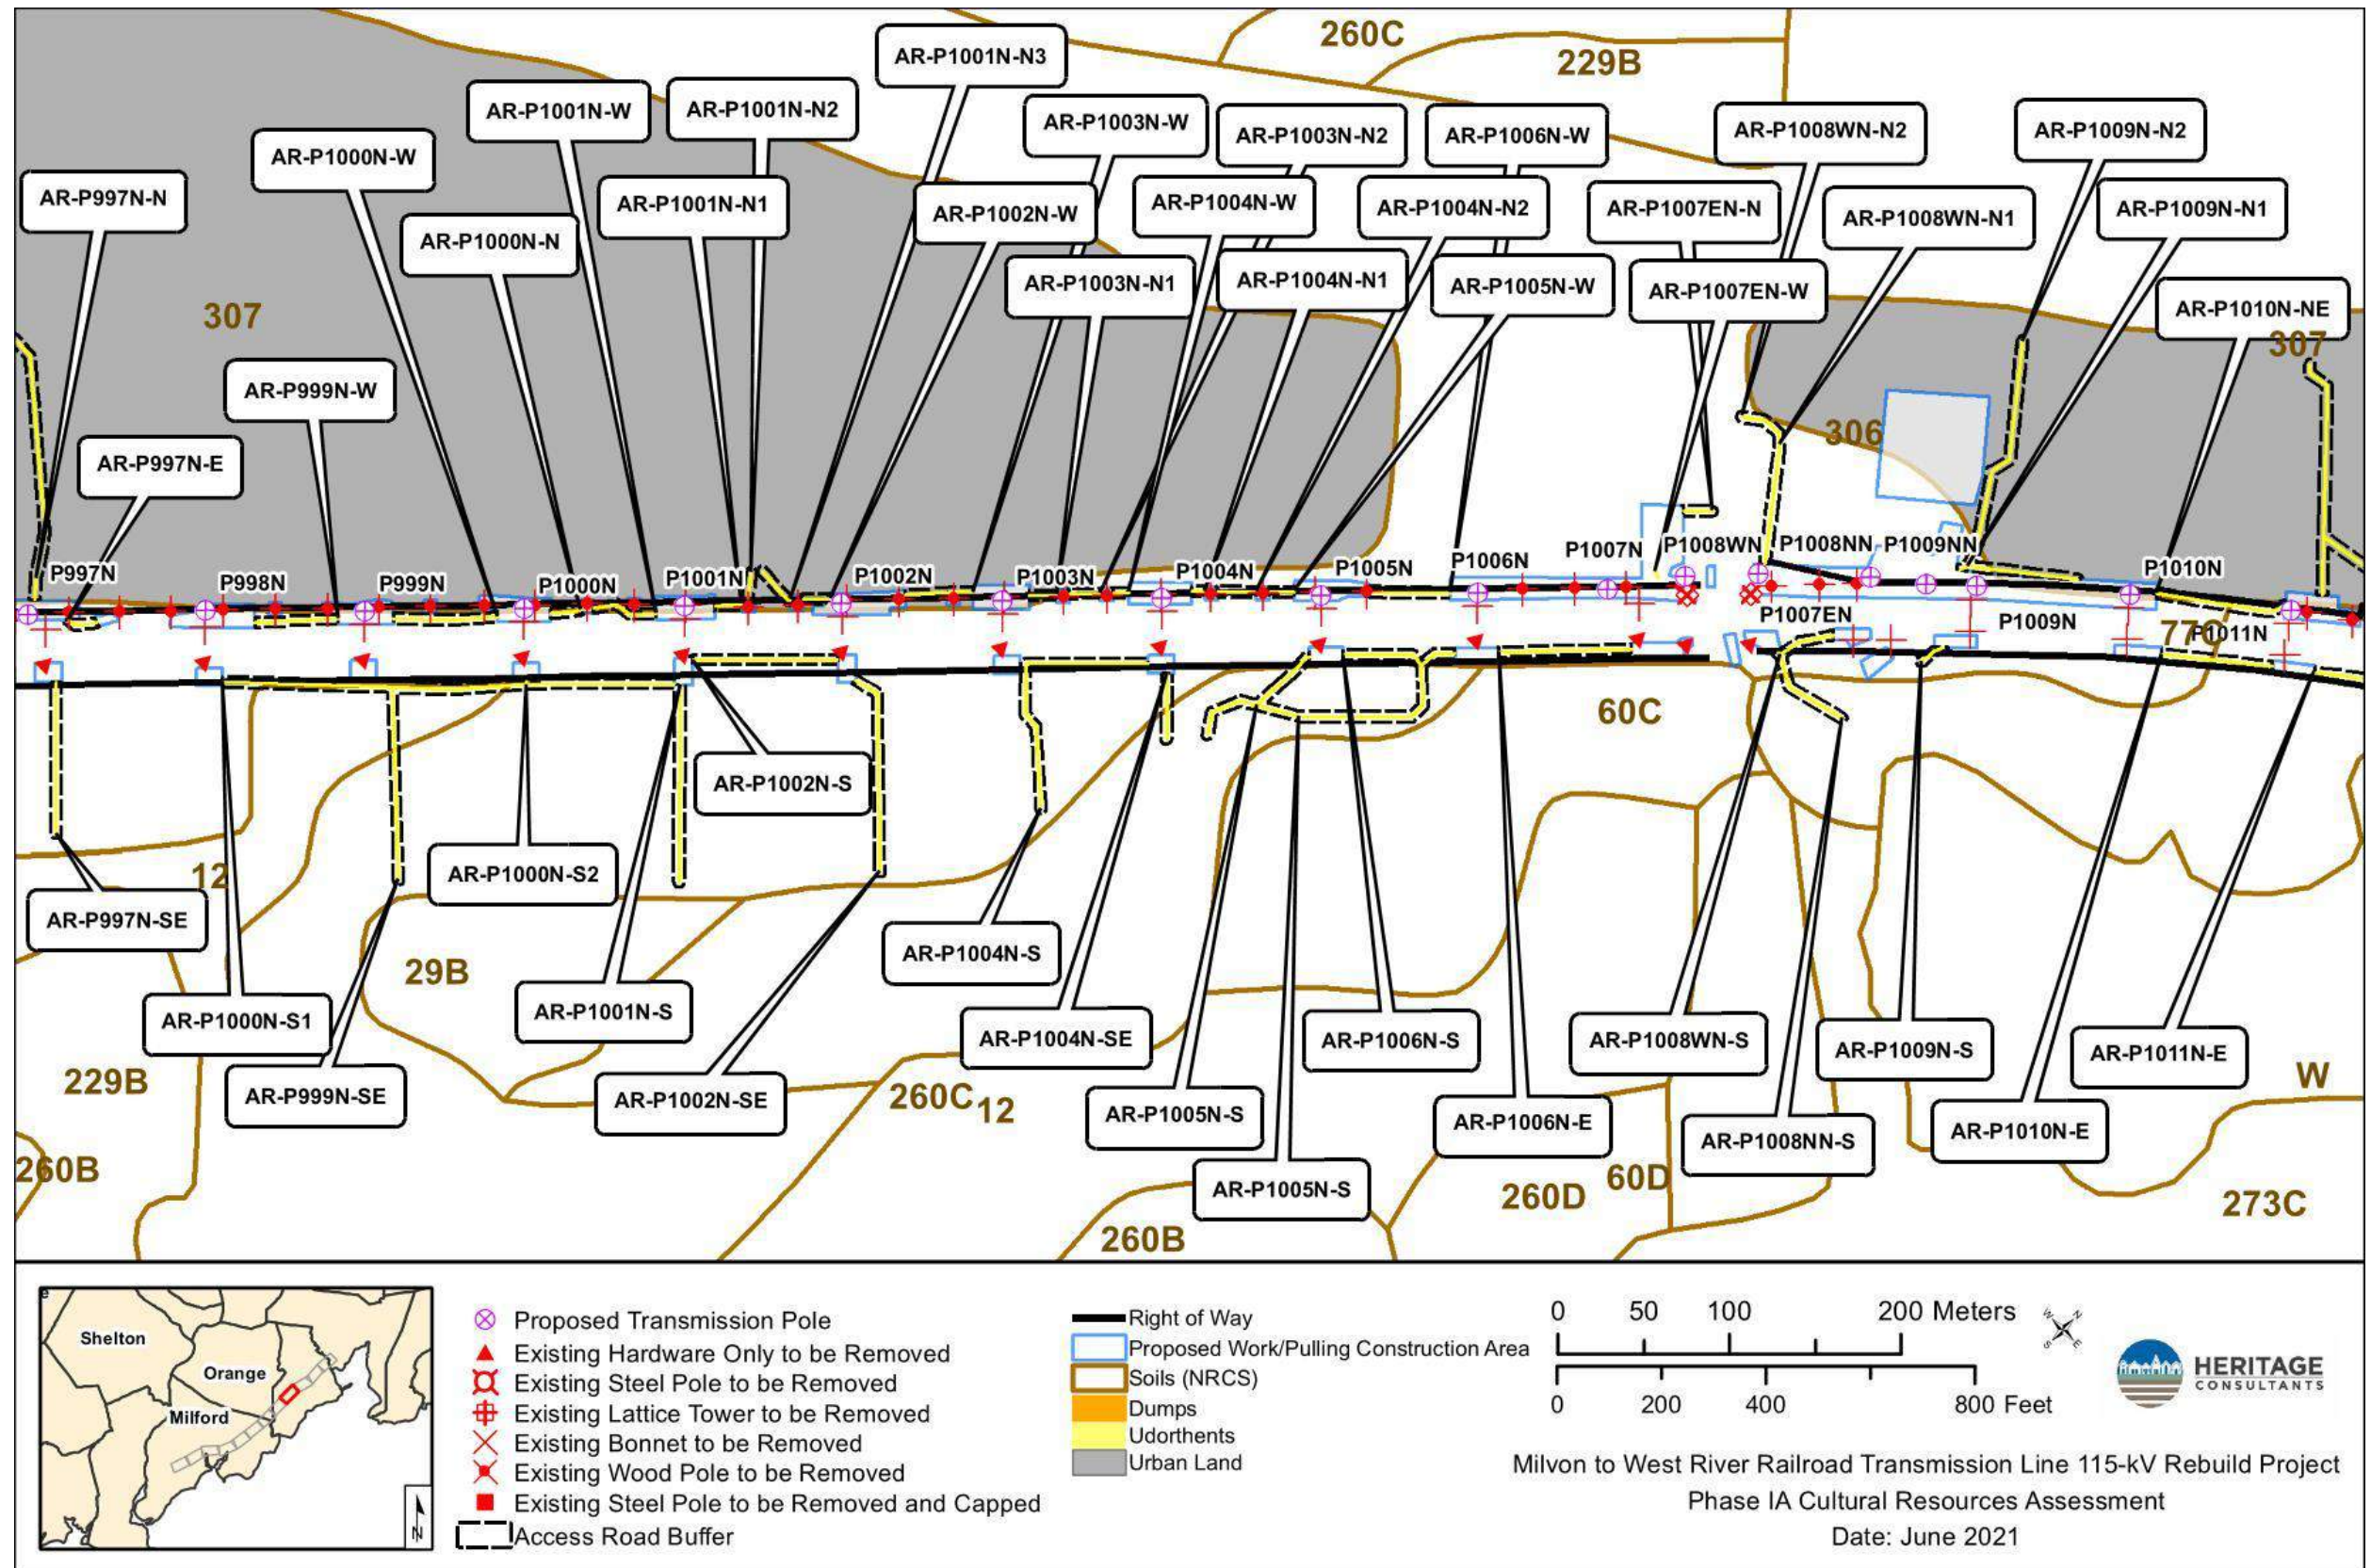 260C
229B
AR-P1001N-N3
AR-P1001N-W
AR-P1001N-N2
AR-P1003N-W
AR-P1003N-N2
AR-P1006N-W
AR-P1008WN-N2
AR-P1009N-N2
AR-P1000N-W
AR-P997N-N
AR-P1001N-N1
AR-P1002N-W
AR-P1004N-W
AR-P1004N-N2
AR-P1007EN-N
AR-P1008WN-N1
AR-P1009N-N1
AR-P1000N-N
AR-P1003N-N1
AR-P1004N-N1
AR-P1005N-W
AR-P1007EN-W
AR-P1010N-NE
307
307
AR-P999N-W
306
AR-P997N-E
P997N
P998N
P999N
P1000N
P1001N
P1002N
P1003N
P1004N
P1005N
P1006N
P1007N
P1008WN
P1008NN
P1009NN
P1010N
P1007EN
P1009N
77C
P1011N
60C
AR-P1002N-S
AR-P1000N-S2
12
AR-P997N-SE
AR-P1004N-S
29B
AR-P1000N-S1
AR-P1001N-S
AR-P1004N-SE
AR-P1006N-S
AR-P1008WN-S
AR-P1009N-S
AR-P1011N-E
229B
AR-P999N-SE
AR-P1002N-SE
260C
12
AR-P1005N-S
AR-P1006N-E
AR-P1008NN-S
AR-P1010N-E
W
260B
AR-P1005N-S
260D
60D
273C
260B
e
Shelton
Orange
Milford
N
Proposed Transmission Pole
Existing Hardware Only to be Removed
Existing Steel Pole to be Removed
Existing Lattice Tower to be Removed
Existing Bonnet to be Removed
Existing Wood Pole to be Removed
Existing Steel Pole to be Removed and Capped
Access Road Buffer
Right of Way
Proposed Work/Pulling Construction Area
Soils (NRCS)
Dumps
Udorthents
Urban Land
0 50 100 200 Meters
0 200 400 800 Feet
W N
S E
HERITAGE
CONSULTANTS
Milvon to West River Railroad Transmission Line 115-kV Rebuild Project
Phase IA Cultural Resources Assessment
Date: June 2021